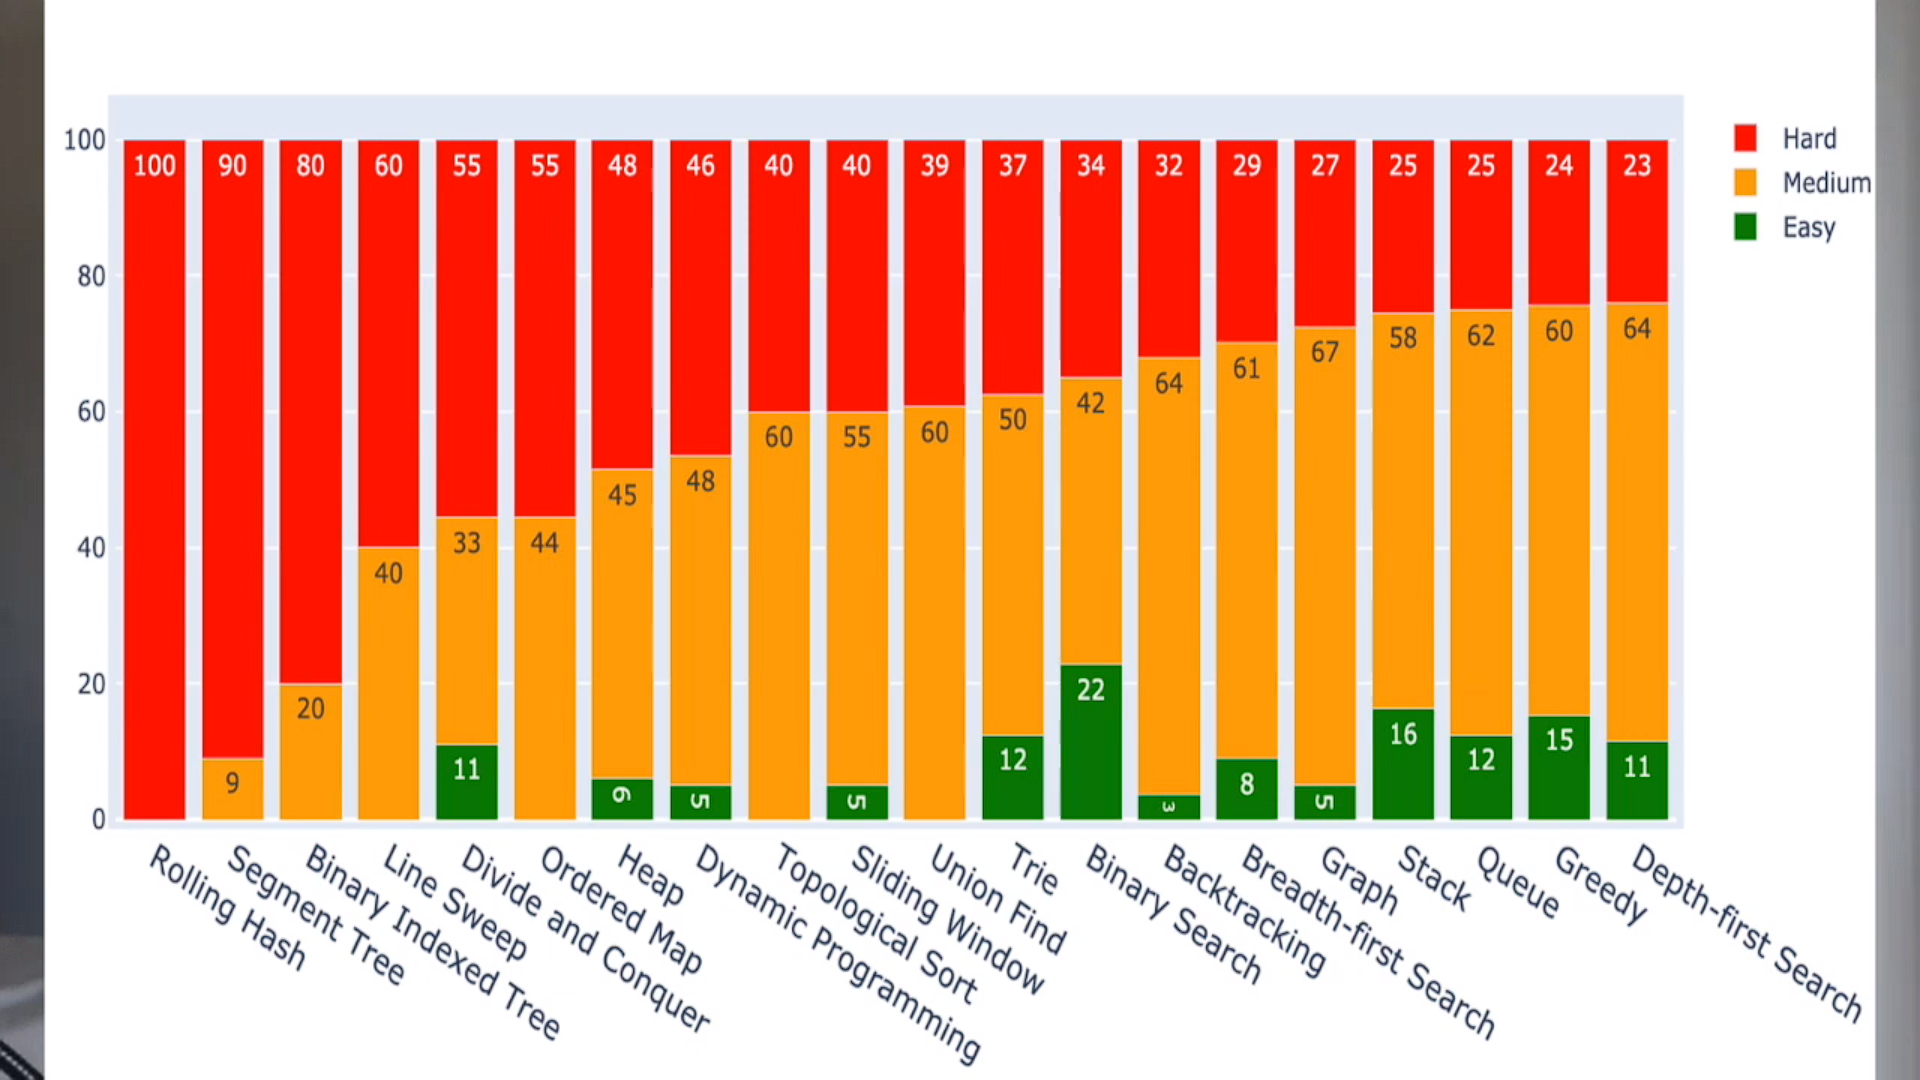 100
80
60
40
20
0
100 90 80 60 55 55 48 46 40 40 39 37 34 32 29 27 25 25 24 23
9 20 40 33 44 45 48 60 55 60 50 42 64 61 67 58 62 60 64
11 6 5 5 12 22 3 8 5 16 12 15 11
Rolling Hash
Segment Tree
Binary Indexed Tree
Line Sweep
Divide and Conquer
Ordered Map
Heap
Dynamic Programming
Topological Sort
Sliding Window
Union Find
Trie
Binary Search
Backtracking
Breadth-first Search
Graph
Stack
Queue
Greedy
Depth-first Search
Hard
Medium
Easy